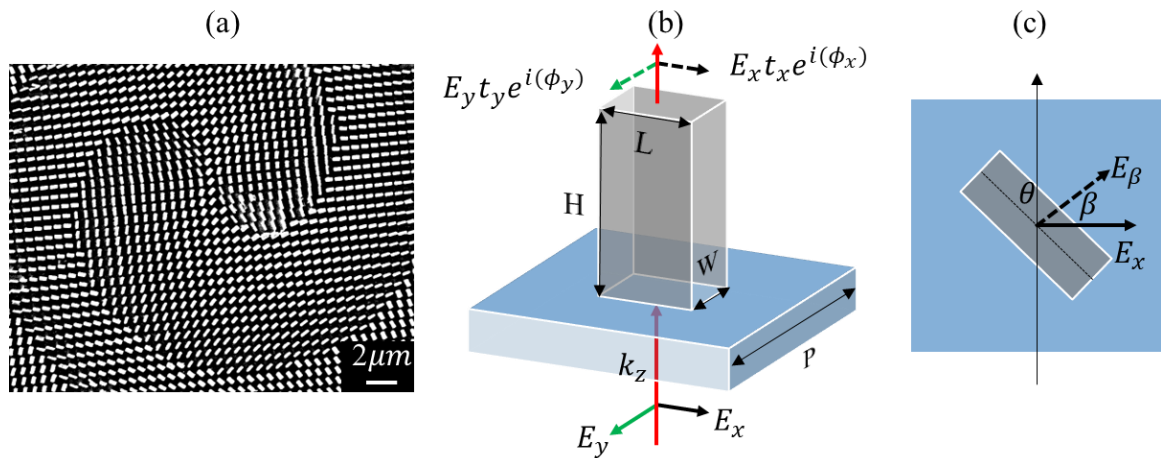 (a)
(b)
(c)
2μm
E_y t_y e^{i(ϕ_y)}
E_x t_x e^{i(ϕ_x)}
L
H
W
p
k_z
E_y
E_x
θ
E_β
β
E_x